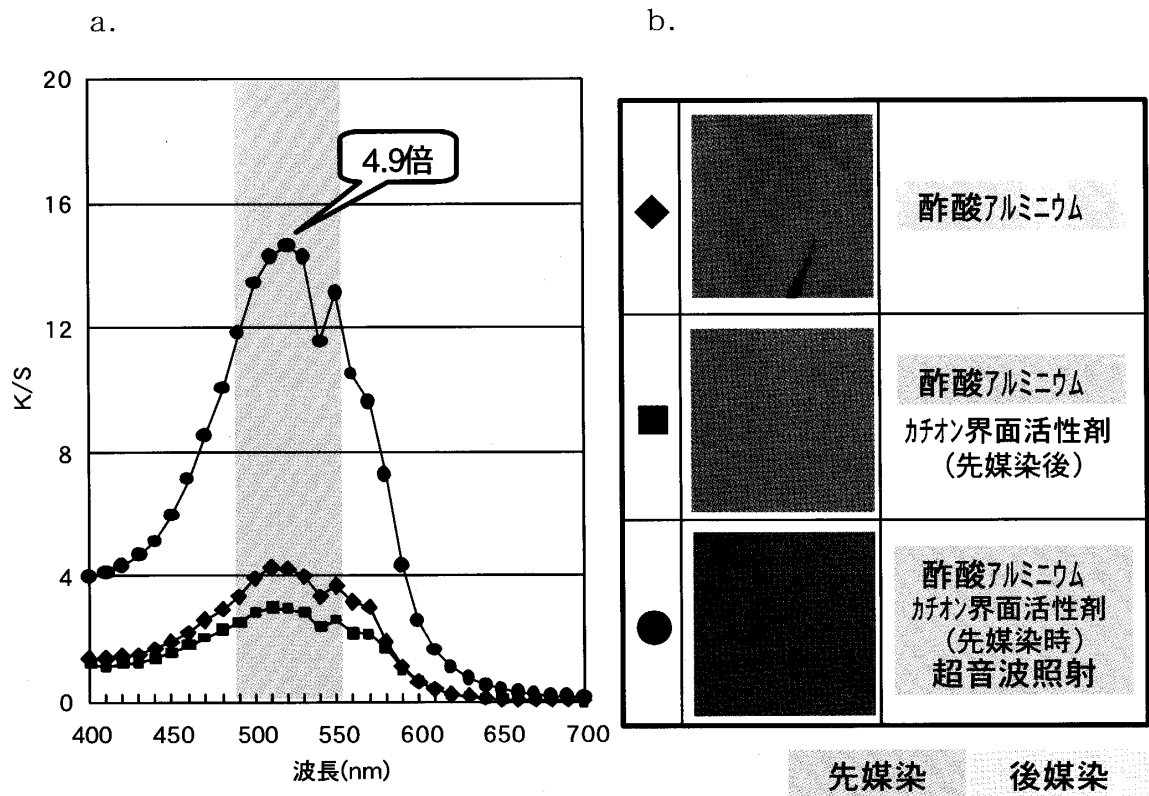 a.
b.
20
16
12
8
4
0
K/S
4.9倍
400
450
500
550
600
650
700
波長(nm)
酢酸アルミニウム
酢酸アルミニウム
カチオン界面活性剤
(先媒染後)
酢酸アルミニウム
カチオン界面活性剤
(先媒染時)
超音波照射
先媒染
後媒染